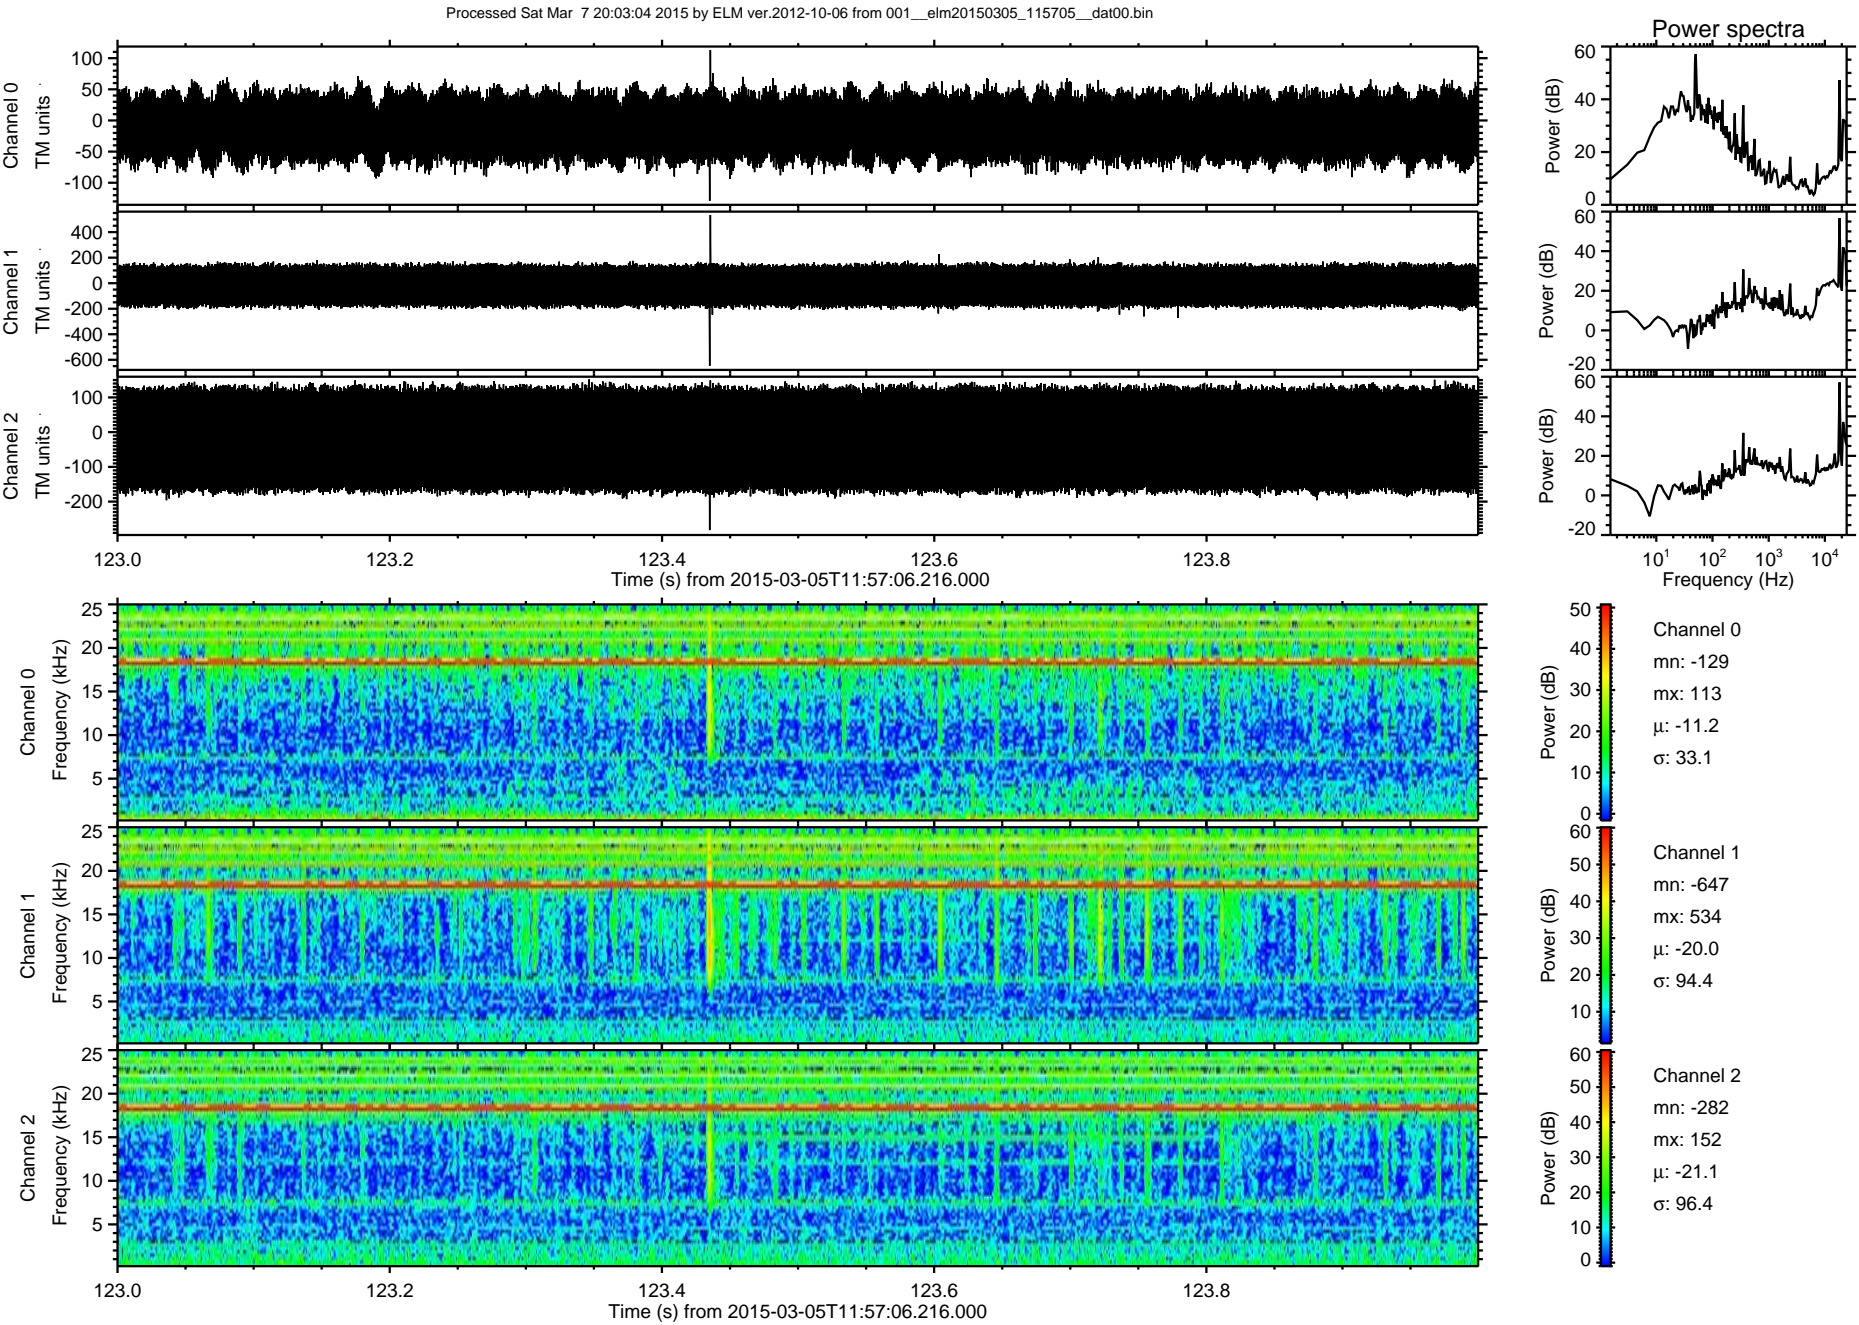 Processed Sat Mar  7 20:03:04 2015 by ELM ver.2012-10-06 from 001__elm20150305_115705__dat00.bin
Power spectra
Channel 0
TM units
100
50
0
-50
-100
Power (dB)
60
40
20
0
Channel 1
TM units
400
200
0
-200
-400
-600
Power (dB)
60
40
20
0
-20
Channel 2
TM units
100
0
-100
-200
Power (dB)
60
40
20
0
-20
123.0 123.2 123.4 123.6 123.8
Time (s) from 2015-03-05T11:57:06.216.000
10^1 10^2 10^3 10^4
Frequency (Hz)
Channel 0
Frequency (kHz)
25
20
15
10
5
Power (dB)
50
40
30
20
10
0
Channel 0
mn: -129
mx: 113
μ: -11.2
σ: 33.1
Channel 1
Frequency (kHz)
25
20
15
10
5
Power (dB)
60
50
40
30
20
10
Channel 1
mn: -647
mx: 534
μ: -20.0
σ: 94.4
Channel 2
Frequency (kHz)
25
20
15
10
5
Power (dB)
60
50
40
30
20
10
0
Channel 2
mn: -282
mx: 152
μ: -21.1
σ: 96.4
123.0 123.2 123.4 123.6 123.8
Time (s) from 2015-03-05T11:57:06.216.000